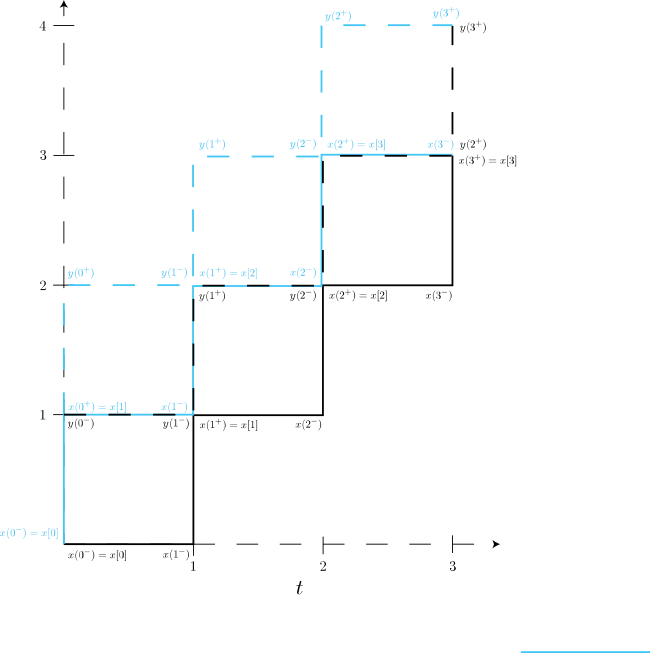 y(2⁺) y(3⁺)
4 y(3⁺)
y(1⁺) y(2⁻) x(2⁺) = x[3] x(3⁻) y(2⁺)
3 x(3⁺) = x[3]
y(0⁺) y(1⁻) x(1⁺) = x[2] x(2⁻)
2 y(1⁺) y(2⁻) x(2⁺) = x[2] x(3⁻)
x(0⁺) = x[1] x(1⁻)
1 y(0⁻) y(1⁻) x(1⁺) = x[1] x(2⁻)
x(0⁻) = x[0]
x(0⁻) = x[0] x(1⁻)
1 2 3
t